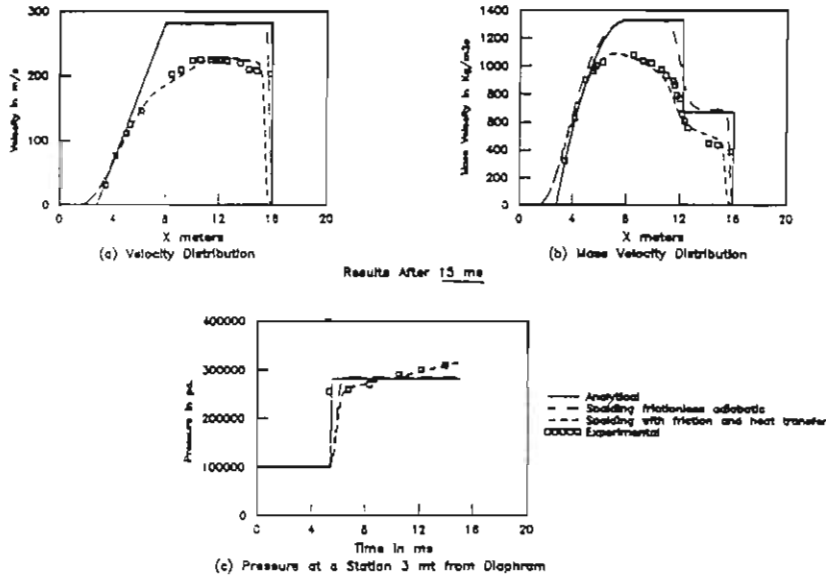 300
200
100
0
Velocity in m/s
0 4 8 12 16 20
X meters
(a) Velocity Distribution
1400
1200
1000
800
600
400
200
0
Mass Velocity in Kg/m2s
0 4 8 12 16 20
X meters
(b) Mass Velocity Distribution
Results After 15 ms
400000
300000
200000
100000
0
Pressure in pa.
0 4 8 12 16 20
Time in ms
(c) Pressure at a Station 3 mt from Diaphram
Analytical
Spalding frictionless adiabatic
Spalding with friction and heat transfer
Experimental